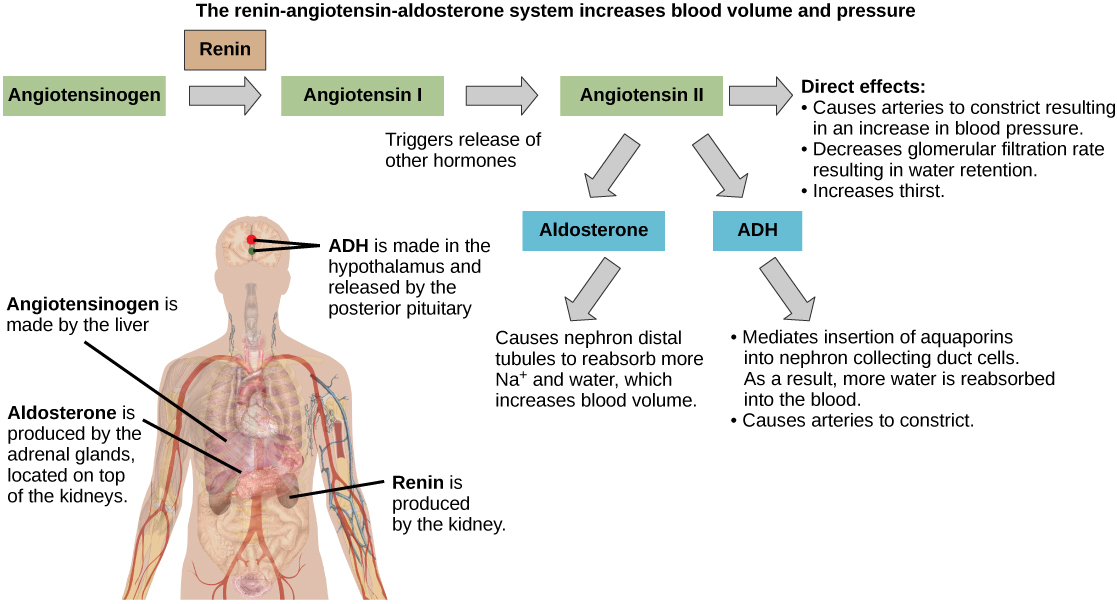 The renin-angiotensin-aldosterone system increases blood volume and pressure
Renin
Angiotensinogen
Angiotensin I
Angiotensin II
Direct effects:
• Causes arteries to constrict resulting
in an increase in blood pressure.
• Decreases glomerular filtration rate
resulting in water retention.
• Increases thirst.
Triggers release of
other hormones
Aldosterone
ADH
Causes nephron distal
tubules to reabsorb more
Na⁺ and water, which
increases blood volume.
• Mediates insertion of aquaporins
into nephron collecting duct cells.
As a result, more water is reabsorbed
into the blood.
• Causes arteries to constrict.
ADH is made in the
hypothalamus and
released by the
posterior pituitary
Angiotensinogen is
made by the liver
Aldosterone is
produced by the
adrenal glands,
located on top
of the kidneys.
Renin is
produced
by the kidney.